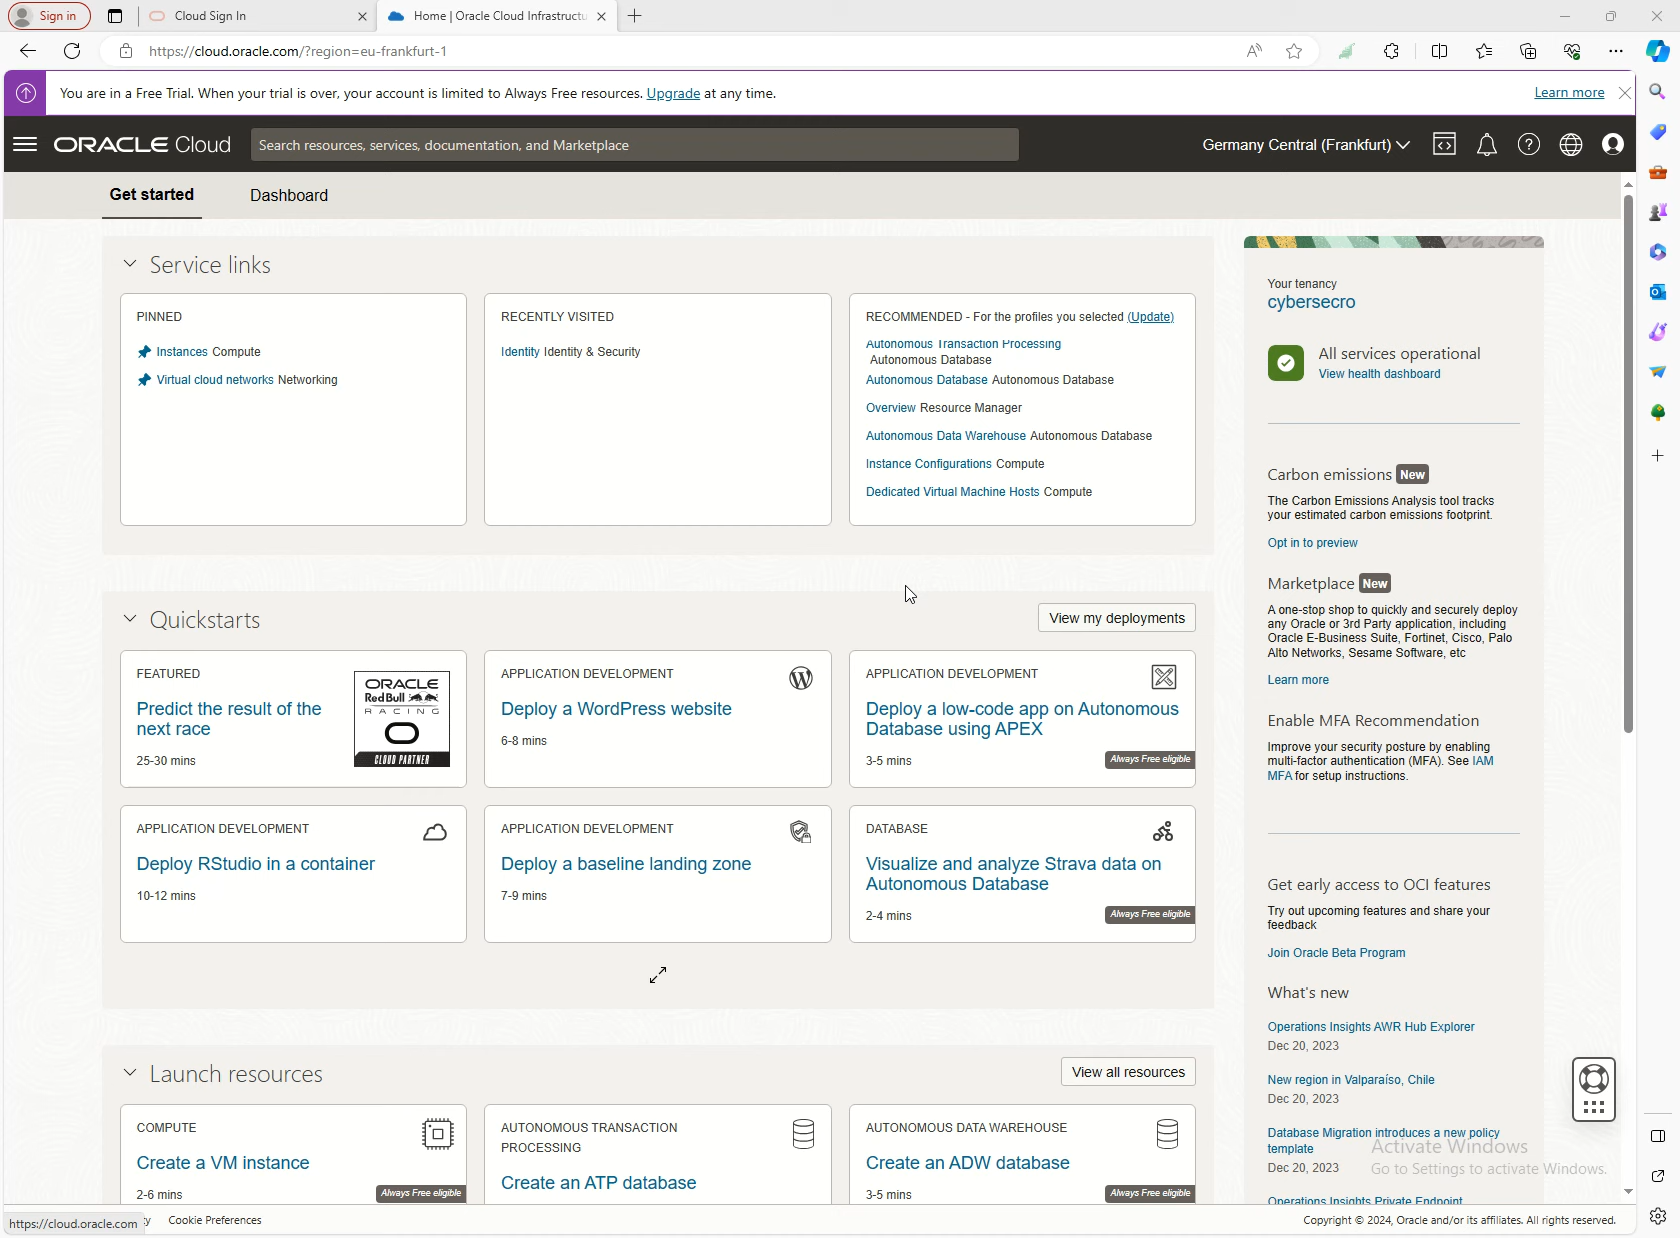 Sign in
Cloud Sign In
Home | Oracle Cloud Infrastructu
https://cloud.oracle.com/?region=eu-frankfurt-1
You are in a Free Trial. When your trial is over, your account is limited to Always Free resources. Upgrade at any time.
Learn more
ORACLE Cloud
Search resources, services, documentation, and Marketplace
Germany Central (Frankfurt)
Get started
Dashboard
Service links
PINNED
Instances Compute
Virtual cloud networks Networking
RECENTLY VISITED
Identity Identity & Security
RECOMMENDED - For the profiles you selected (Update)
Autonomous Transaction Processing
Autonomous Database
Autonomous Database Autonomous Database
Overview Resource Manager
Autonomous Data Warehouse Autonomous Database
Instance Configurations Compute
Dedicated Virtual Machine Hosts Compute
Quickstarts
View my deployments
FEATURED
Predict the result of the
next race
25-30 mins
ORACLE
Red Bull
RACING
CLOUD PARTNER
APPLICATION DEVELOPMENT
Deploy a WordPress website
6-8 mins
APPLICATION DEVELOPMENT
Deploy a low-code app on Autonomous
Database using APEX
3-5 mins
Always Free eligible
APPLICATION DEVELOPMENT
Deploy RStudio in a container
10-12 mins
APPLICATION DEVELOPMENT
Deploy a baseline landing zone
7-9 mins
DATABASE
Visualize and analyze Strava data on
Autonomous Database
2-4 mins
Always Free eligible
Launch resources
View all resources
COMPUTE
Create a VM instance
2-6 mins
Always Free eligible
AUTONOMOUS TRANSACTION
PROCESSING
Create an ATP database
AUTONOMOUS DATA WAREHOUSE
Create an ADW database
3-5 mins
Always Free eligible
Your tenancy
cybersecro
All services operational
View health dashboard
Carbon emissions New
The Carbon Emissions Analysis tool tracks
your estimated carbon emissions footprint.
Opt in to preview
Marketplace New
A one-stop shop to quickly and securely deploy
any Oracle or 3rd Party application, including
Oracle E-Business Suite, Fortinet, Cisco, Palo
Alto Networks, Sesame Software, etc
Learn more
Enable MFA Recommendation
Improve your security posture by enabling
multi-factor authentication (MFA). See IAM
MFA for setup instructions.
Get early access to OCI features
Try out upcoming features and share your
feedback
Join Oracle Beta Program
What's new
Operations Insights AWR Hub Explorer
Dec 20, 2023
New region in Valparaíso, Chile
Dec 20, 2023
Database Migration introduces a new policy
template
Dec 20, 2023
Operations Insights Private Endpoint
Activate Windows
Go to Settings to activate Windows.
https://cloud.oracle.com
Cookie Preferences
Copyright © 2024, Oracle and/or its affiliates. All rights reserved.